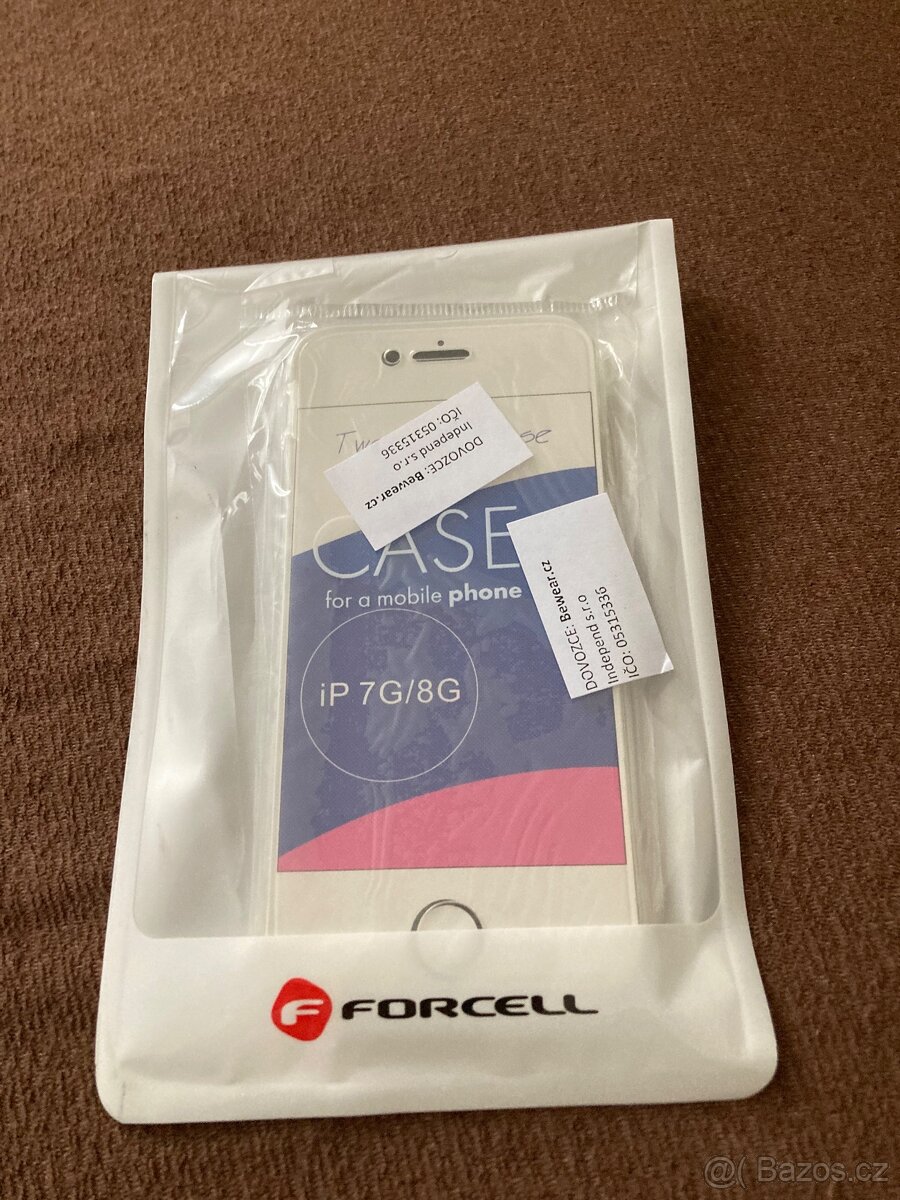 DOVOZCE: Bewear.cz
Independ s.r.o
IČO: 05315336
CASE
for a mobile phone
DOVOZCE: Bewear.cz
Independ s.r.o
IČO: 05315336
iP 7G/8G
F FORCELL
@( Bazos.cz